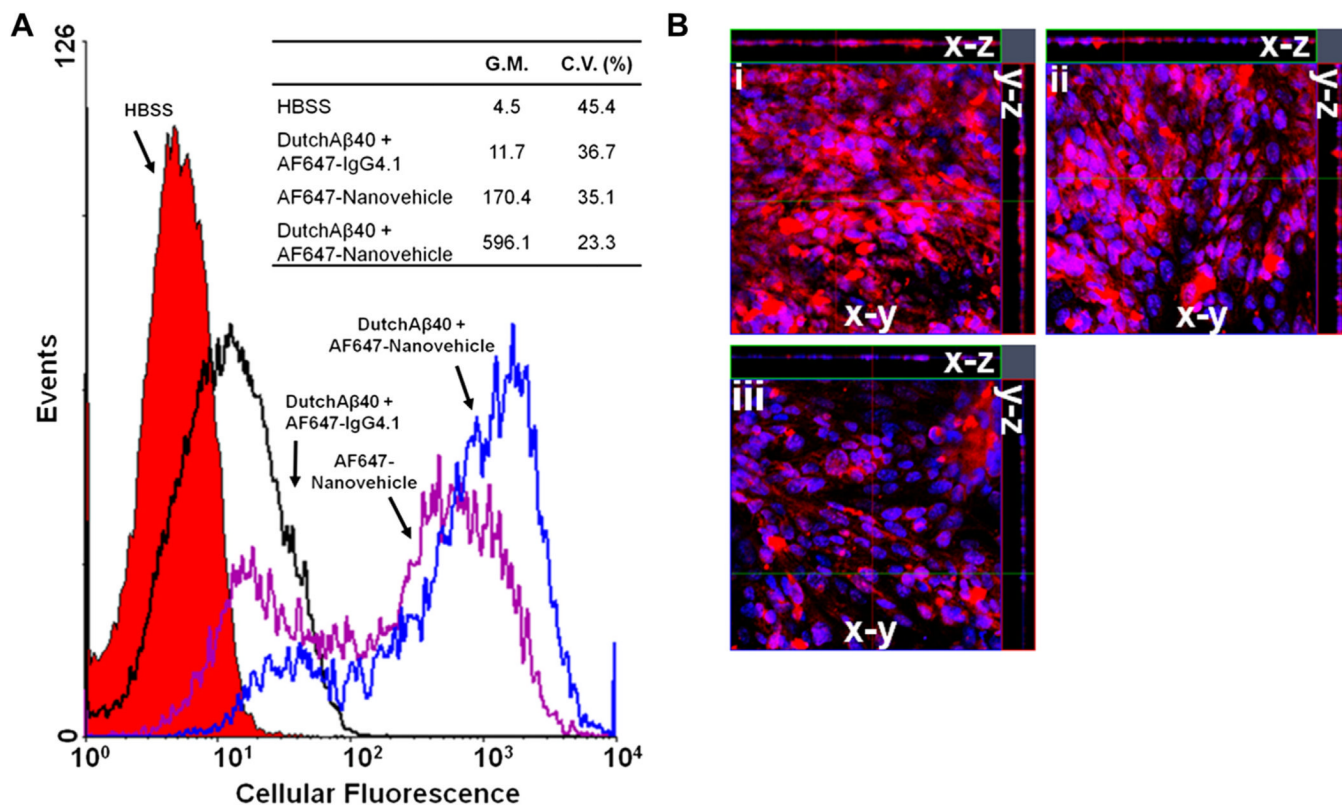 A
126
0
Events
HBSS
G.M. C.V. (%)
HBSS 4.5 45.4
DutchAβ40 +
AF647-IgG4.1 11.7 36.7
AF647-Nanovehicle 170.4 35.1
DutchAβ40 +
AF647-Nanovehicle 596.1 23.3
DutchAβ40 +
AF647-Nanovehicle
DutchAβ40 +
AF647-IgG4.1
AF647-
Nanovehicle
10⁰ 10¹ 10² 10³ 10⁴
Cellular Fluorescence
B
x-z
i
y-z
x-y
x-z
ii
x-y
x-z
iii
y-z
x-y